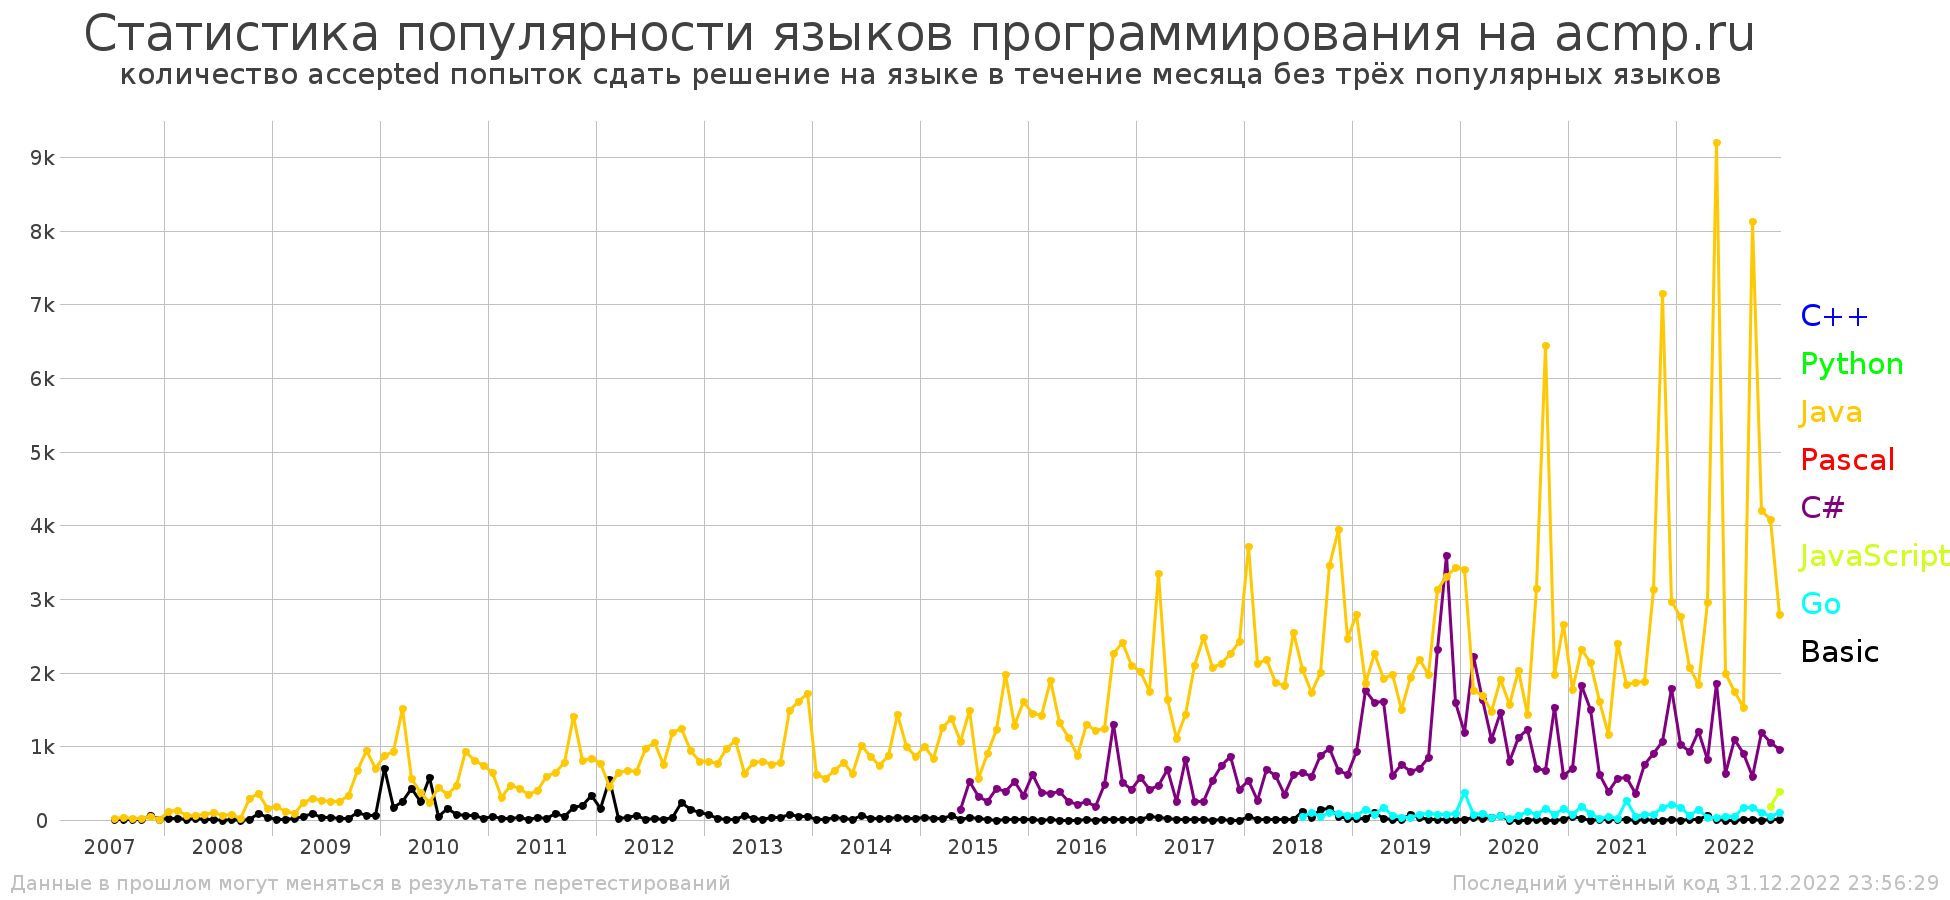 Статистика популярности языков программирования на acmp.ru
количество accepted попыток сдать решение на языке в течение месяца без трёх популярных языков
9k
8k
7k
6k
5k
4k
3k
2k
1k
0
2007 2008 2009 2010 2011 2012 2013 2014 2015 2016 2017 2018 2019 2020 2021 2022
C++
Python
Java
Pascal
C#
JavaScript
Go
Basic
Данные в прошлом могут меняться в результате перетестирований
Последний учтённый код 31.12.2022 23:56:29